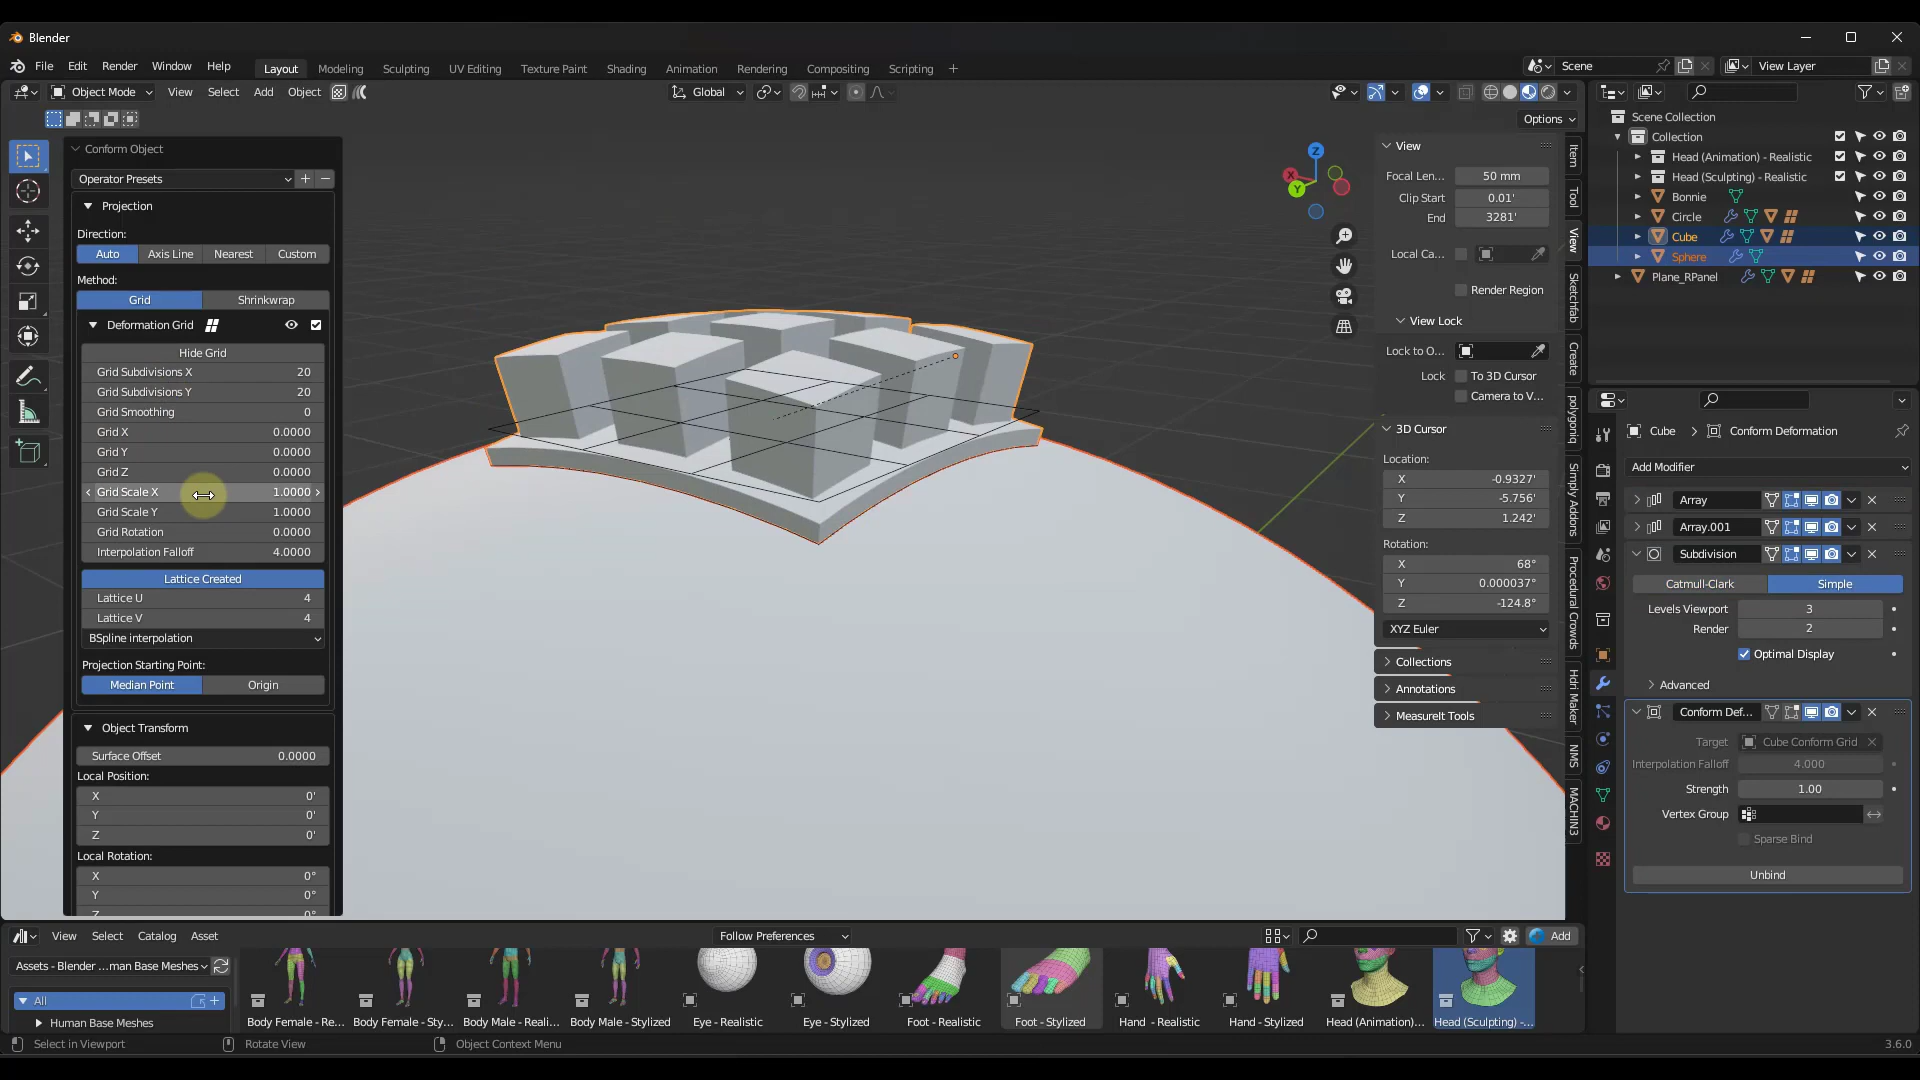 Blender
File Edit Render Window Help Layout Modeling Sculpting UV Editing Texture Paint Shading Animation Rendering Compositing Scripting Scene View Layer
Object Mode View Select Add Object Global
Options
Conform Object
Operator Presets
Projection
Direction:
Auto Axis Line Nearest Custom
Method:
Grid Shrinkwrap
Deformation Grid
Hide Grid
Grid Subdivisions X 20
Grid Subdivisions Y 20
Grid Smoothing 0
Grid X 0.0000
Grid Y 0.0000
Grid Z 0.0000
Grid Scale X 1.0000
Grid Scale Y 1.0000
Grid Rotation 0.0000
Interpolation Falloff 4.0000
Lattice Created
Lattice U 4
Lattice V 4
BSpline interpolation
Projection Starting Point:
Median Point Origin
Object Transform
Surface Offset 0.0000
Local Position:
X 0'
Y 0'
Z 0'
Local Rotation:
X 0°
Y 0°
Z 0°
Z
X
Y
View
Focal Len... 50 mm
Clip Start 0.01'
End 3281'
Local Ca...
Render Region
View Lock
Lock to O...
Lock To 3D Cursor
Camera to V...
3D Cursor
Location:
X -0.9327'
Y -5.756'
Z 1.242'
Rotation:
X 68°
Y 0.000037°
Z -124.8°
XYZ Euler
Collections
Annotations
MeasureIt Tools
Item
Tool
View
Sketchfab
Create
polygoniq
Simply Addons
Procedural Crowds
Hdri Maker
NMS
MACHIN3
Scene Collection
Collection
Head (Animation) - Realistic
Head (Sculpting) - Realistic
Bonnie
Circle
Cube
Sphere
Plane_RPanel
Cube Conform Deformation
Add Modifier
Array
Array.001
Subdivision
Catmull-Clark Simple
Levels Viewport 3
Render 2
Optimal Display
Advanced
Conform Def...
Target Cube Conform Grid
Interpolation Falloff 4.000
Strength 1.00
Vertex Group
Sparse Bind
Unbind
View Select Catalog Asset Follow Preferences Add
Assets - Blender ...man Base Meshes
All
Human Base Meshes
Body Female - Re... Body Female - Sty... Body Male - Reali... Body Male - Stylized Eye - Realistic Eye - Stylized Foot - Realistic Foot - Stylized Hand - Realistic Hand - Stylized Head (Animation)... Head (Sculpting) -...
Select in Viewport Rotate View Object Context Menu 3.6.0